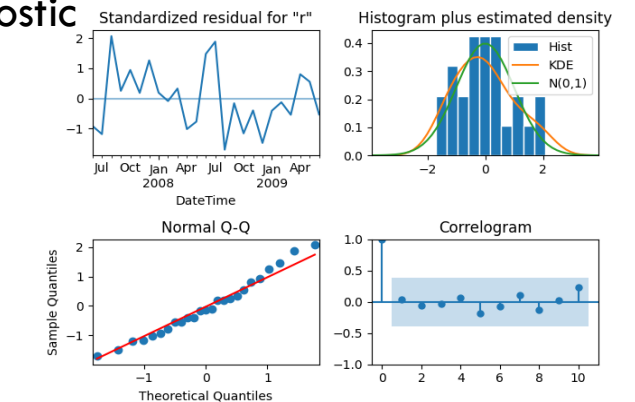 ostic
Standardized residual for "r"
2
1
0
−1
Jul Oct Jan Apr Jul Oct Jan Apr
2008 2009
DateTime
Histogram plus estimated density
0.4
0.3
0.2
0.1
0.0
Hist
KDE
N(0,1)
−2 0 2
Normal Q-Q
Sample Quantiles
2
1
0
−1
−1 0 1
Theoretical Quantiles
Correlogram
1.0
0.5
0.0
−0.5
−1.0
0 2 4 6 8 10